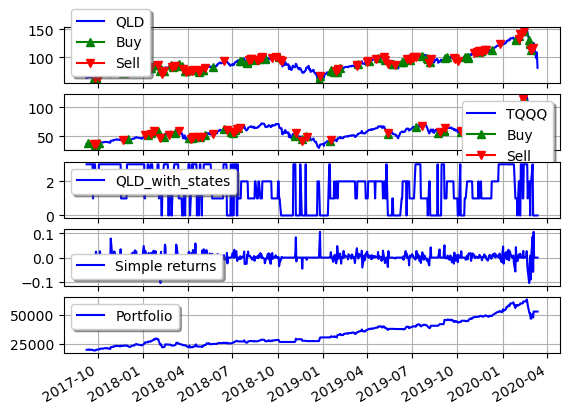 QLD
Buy
Sell
150
100
TQQQ
Buy
Sell
100
50
QLD_with_states
2
0
Simple returns
0.1
0.0
−0.1
Portfolio
50000
25000
2017-10
2018-01
2018-04
2018-07
2018-10
2019-01
2019-04
2019-07
2019-10
2020-01
2020-04